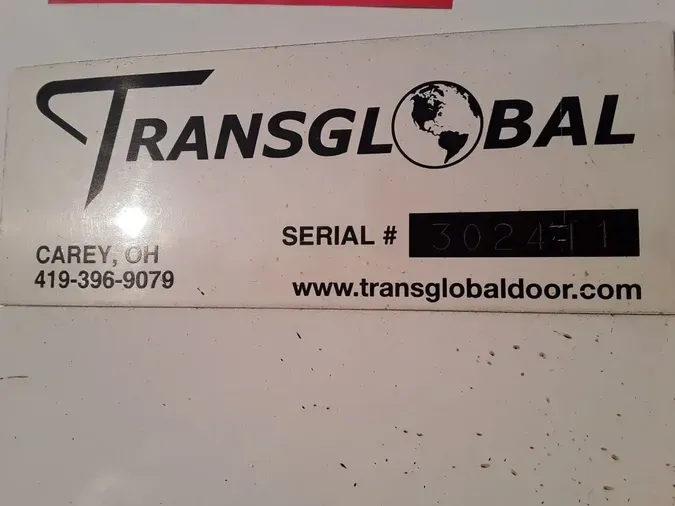 TRANSGLOBAL
SERIAL #
CAREY, OH
419-396-9079
www.transglobaldoor.com